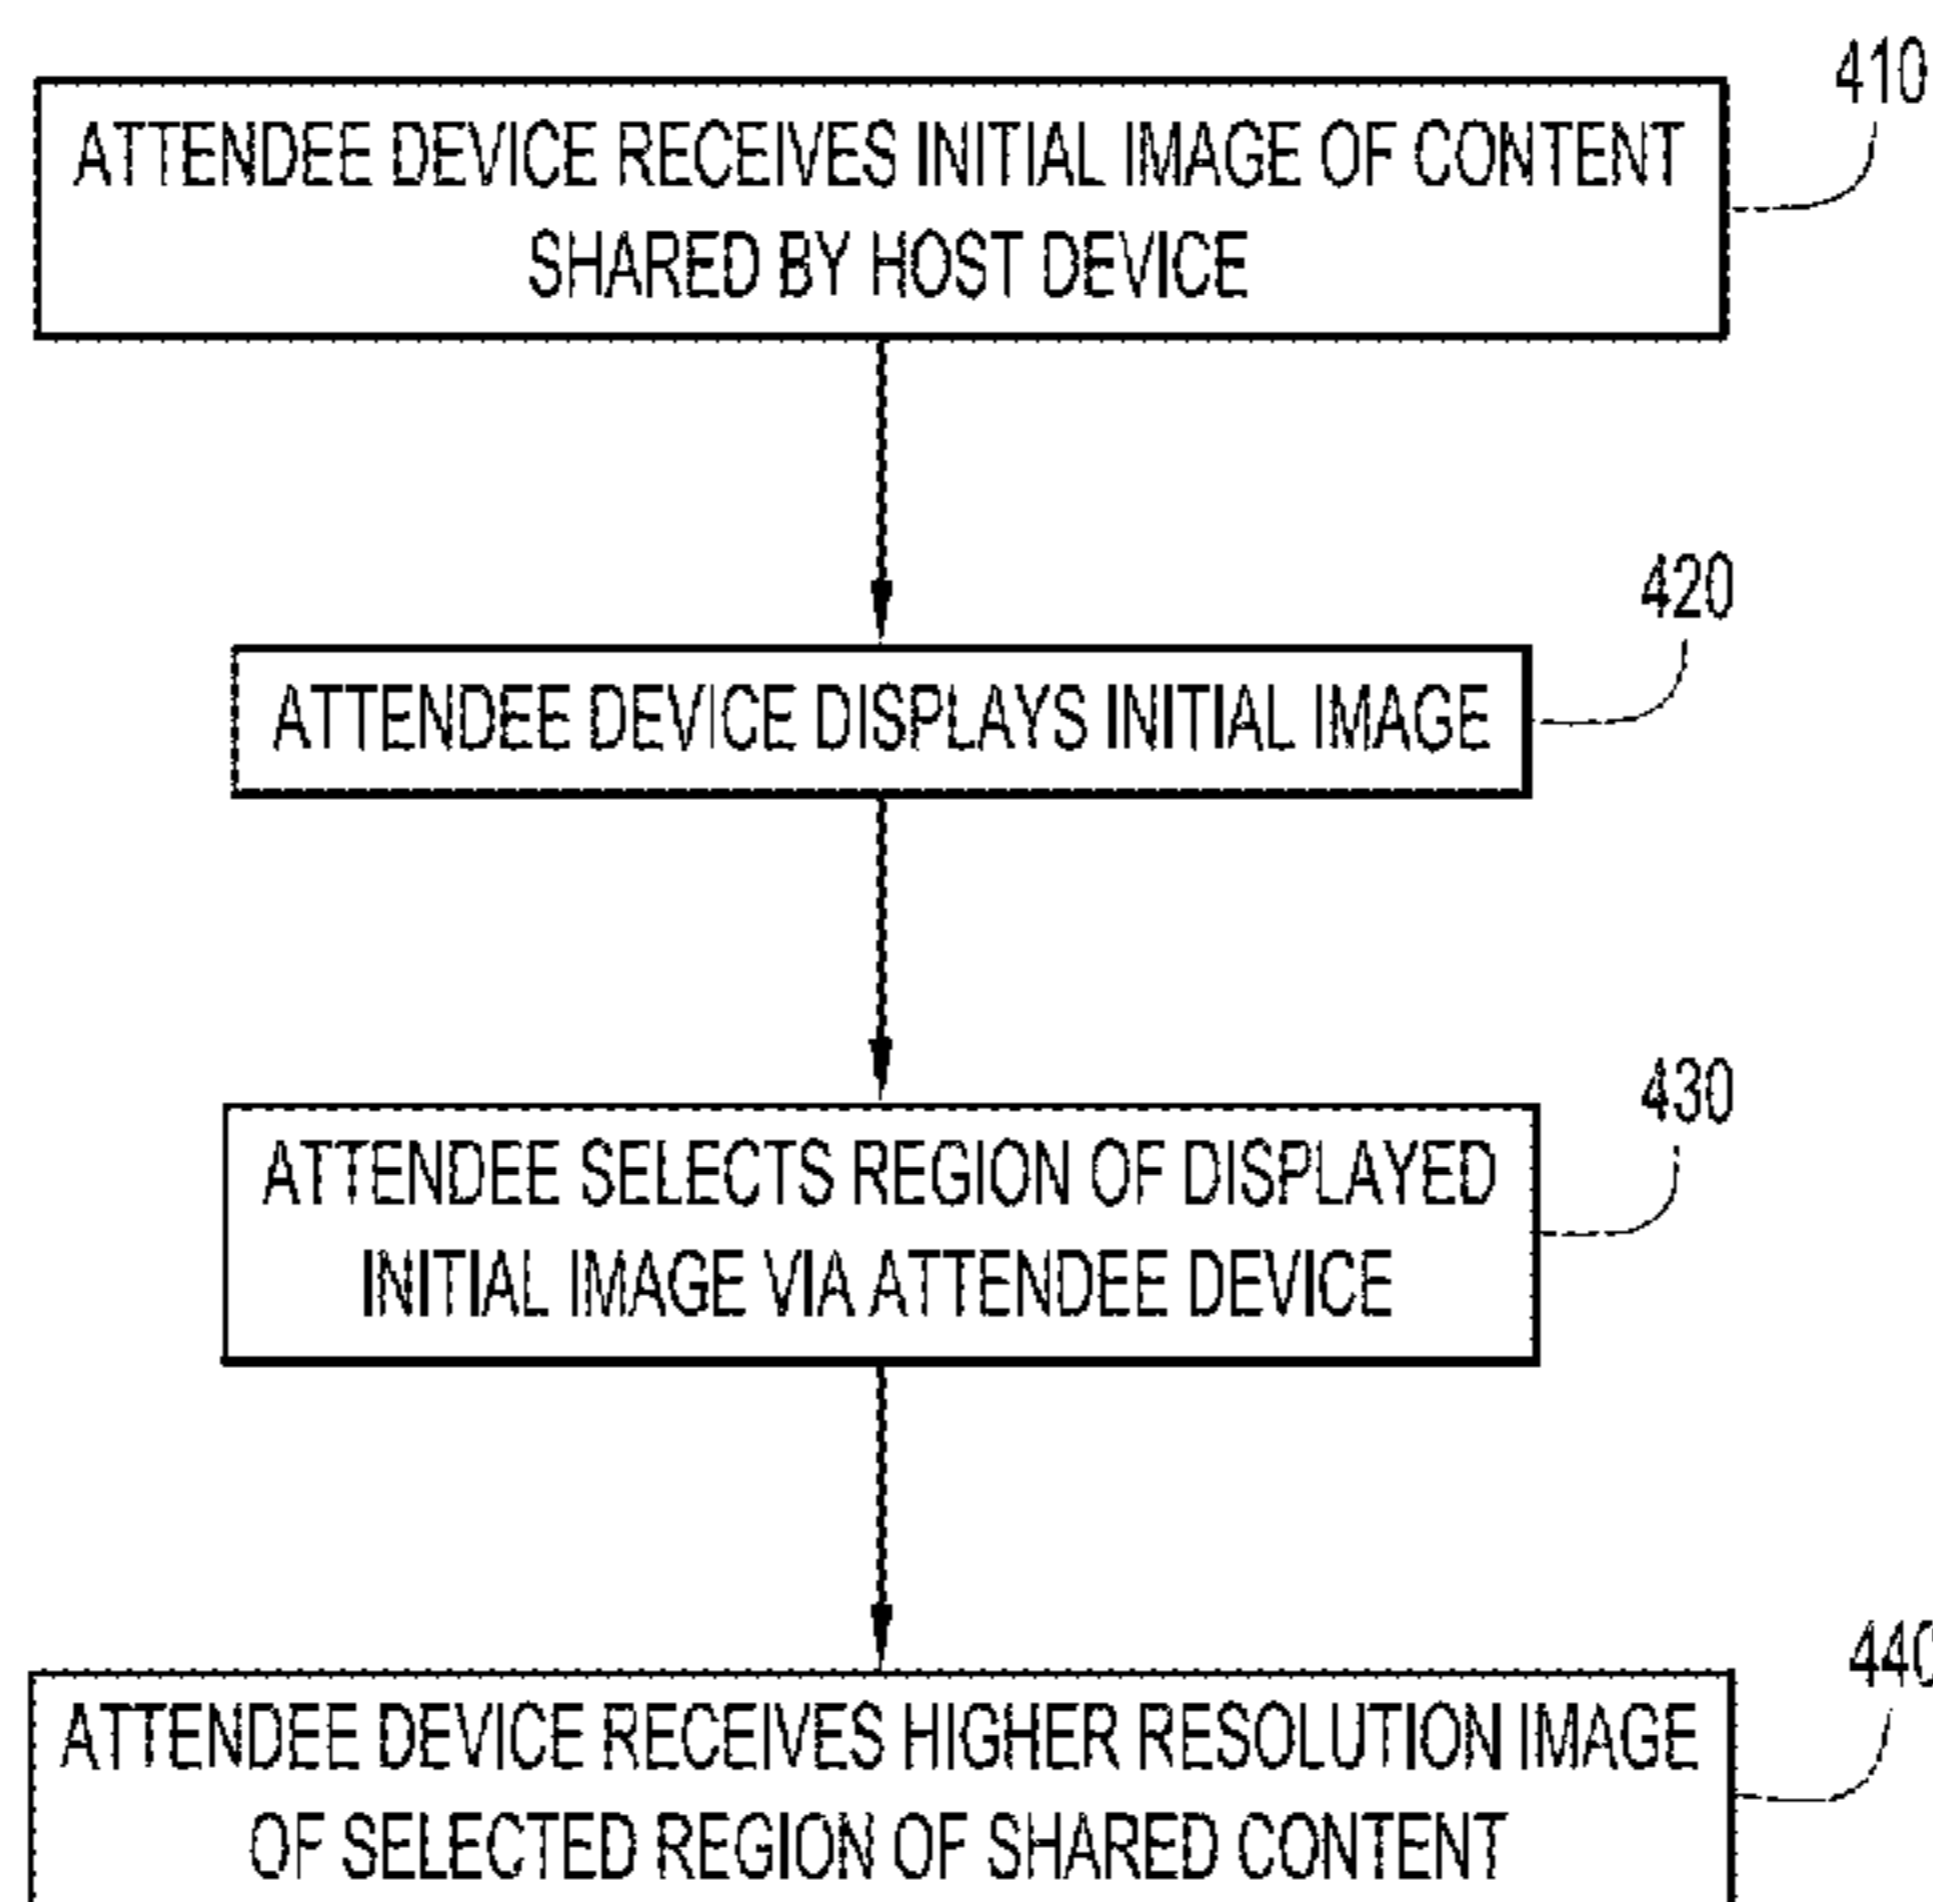 410
ATTENDEE DEVICE RECEIVES INITIAL IMAGE OF CONTENT
SHARED BY HOST DEVICE
420
ATTENDEE DEVICE DISPLAYS INITIAL IMAGE
430
ATTENDEE SELECTS REGION OF DISPLAYED
INITIAL IMAGE VIA ATTENDEE DEVICE
440
ATTENDEE DEVICE RECEIVES HIGHER RESOLUTION IMAGE
OF SELECTED REGION OF SHARED CONTENT